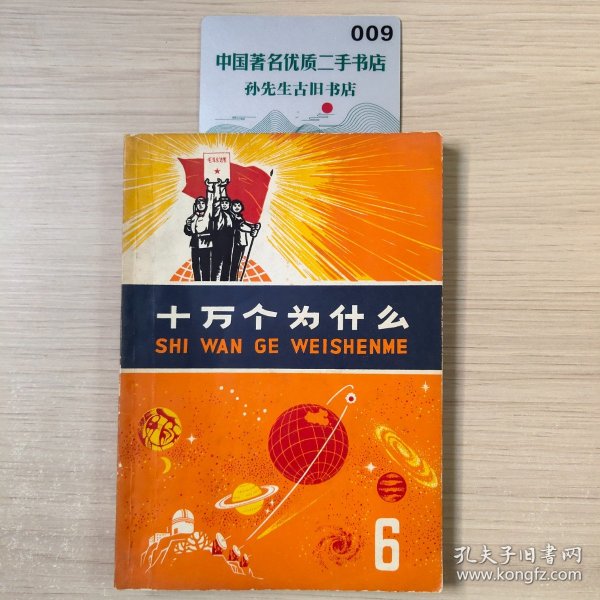 009
中国著名优质二手书店
孙先生古旧书店
十万个为什么
SHI WAN GE WEISHENME
6
孔夫子旧书网
www.kongfz.com